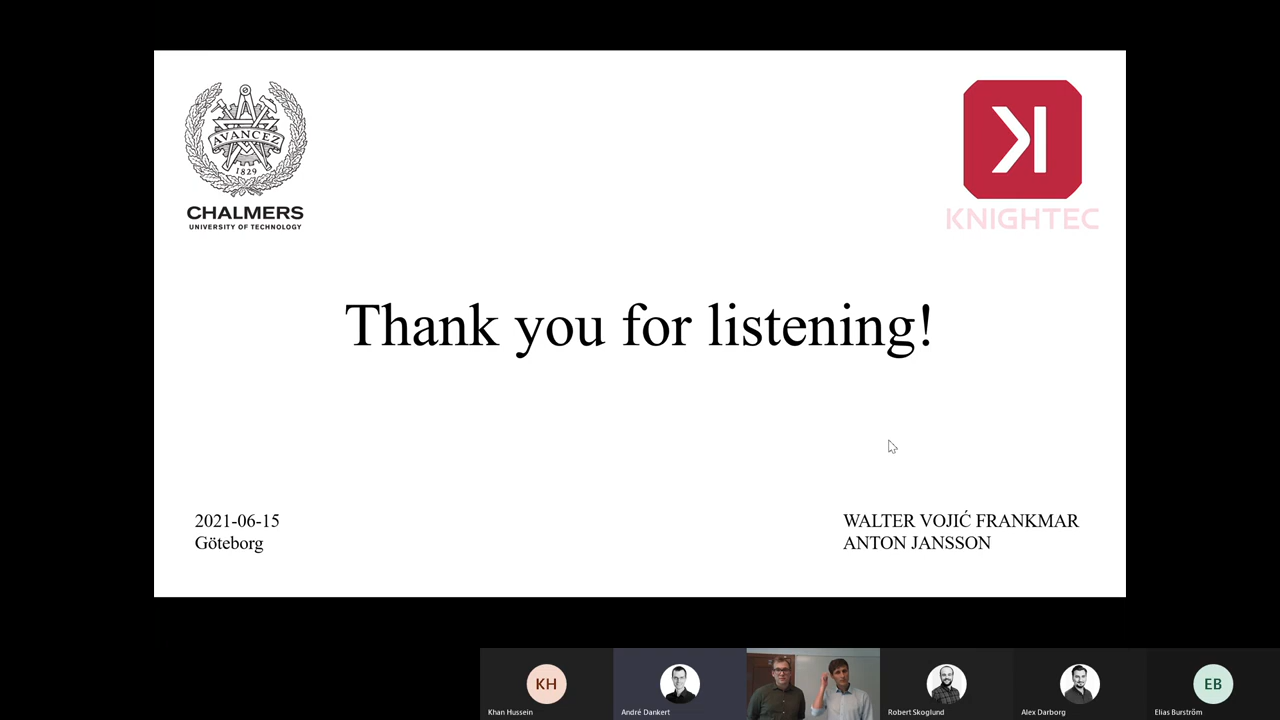 AVANCEZ
1829
CHALMERS
UNIVERSITY OF TECHNOLOGY
KNIGHTEC
Thank you for listening!
2021-06-15
Göteborg
WALTER VOJIĆ FRANKMAR
ANTON JANSSON
KH
EB
Khan Hussein
André Dankert
Robert Skoglund
Alex Darborg
Elias Burström